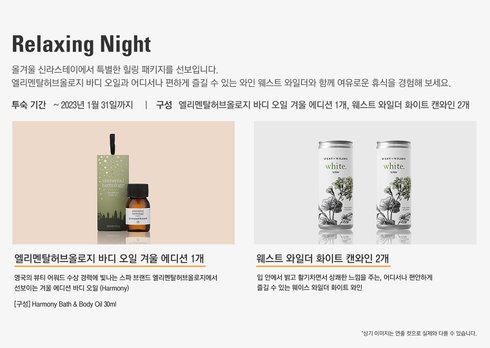 Relaxing Night
올겨울 신라스테이에서 특별한 힐링 패키지를 선보입니다.
엘리멘탈허브올로지 바디 오일과 어디서나 편하게 즐길 수 있는 와인 웨스트 와일더와 함께 여유로운 휴식을 경험해 보세요.
투숙 기간 ~ 2023년 1월 31일까지 | 구성 엘리멘탈허브올로지 바디 오일 겨울 에디션 1개, 웨스트 와일더 화이트 캔와인 2개
elemental
herbology
WEST + WILDER
white.
WEST + WILDER
white.
엘리멘탈허브올로지 바디 오일 겨울 에디션 1개
영국의 뷰티 어워드 수상 경력에 빛나는 스파 브랜드 엘리멘탈허브올로지에서
선보이는 겨울 에디션 바디 오일 (Harmony)
[구성] Harmony Bath & Body Oil 30ml
웨스트 와일더 화이트 캔와인 2개
입 안에서 밝고 활기차면서 상쾌한 느낌을 주는, 어디서나 편안하게
즐길 수 있는 웨이스 와일더 화이트 와인
*상기 이미지는 연출 컷으로 실제와 다를 수 있습니다.